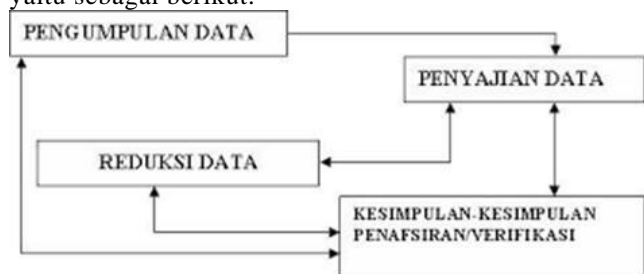 yaitu sebagai berikut:
PENGUMPULAN DATA
PENYAJIAN DATA
REDUKSI DATA
KESIMPULAN-KESIMPULAN
PENAFSIRAN/VERIFIKASI